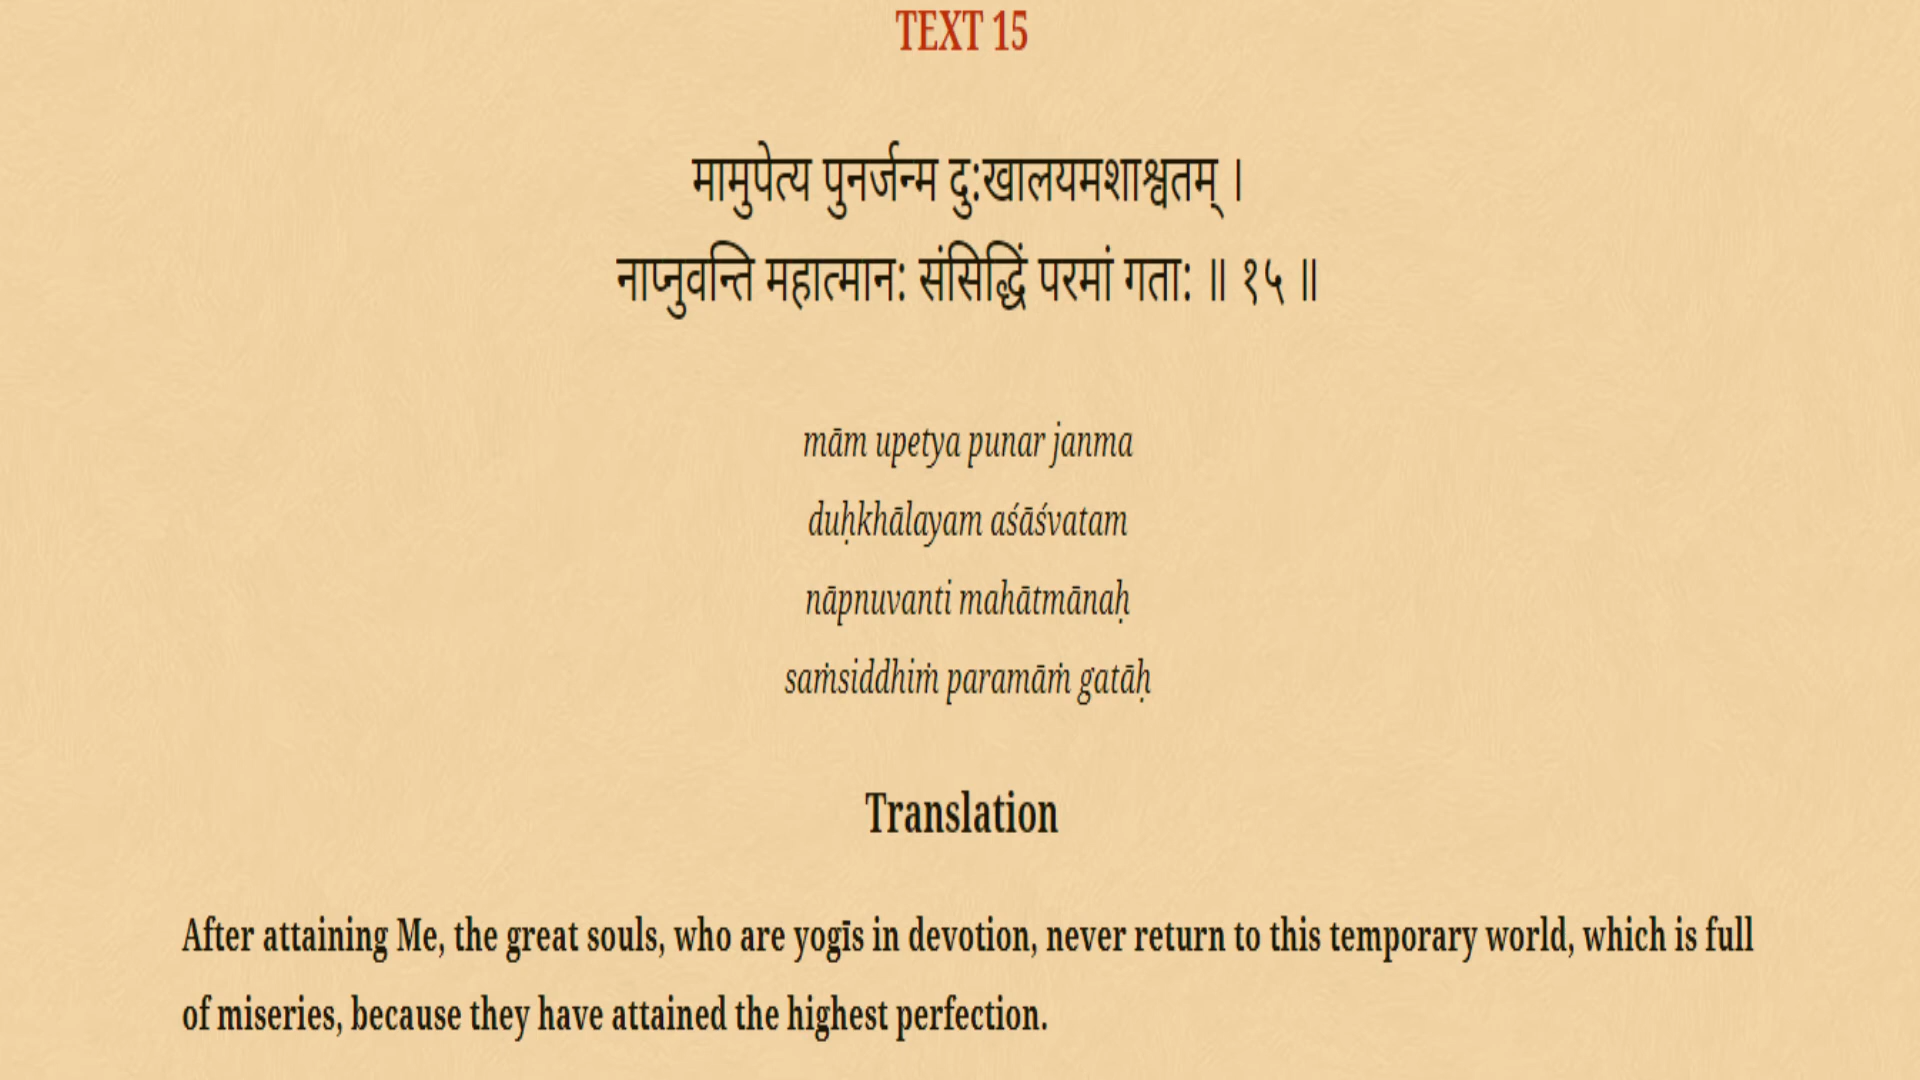 TEXT 15
मामुपेत्य पुनर्जन्म दु:खालयमशाश्वतम् ।
नाप्‍नुवन्ति महात्मान: संसिद्धिं परमां गता: ॥ १५ ॥
mām upetya punar janma
duḥkhālayam aśāśvatam
nāpnuvanti mahātmānaḥ
saṁsiddhiṁ paramāṁ gatāḥ
Translation
After attaining Me, the great souls, who are yogīs in devotion, never return to this temporary world, which is full
of miseries, because they have attained the highest perfection.